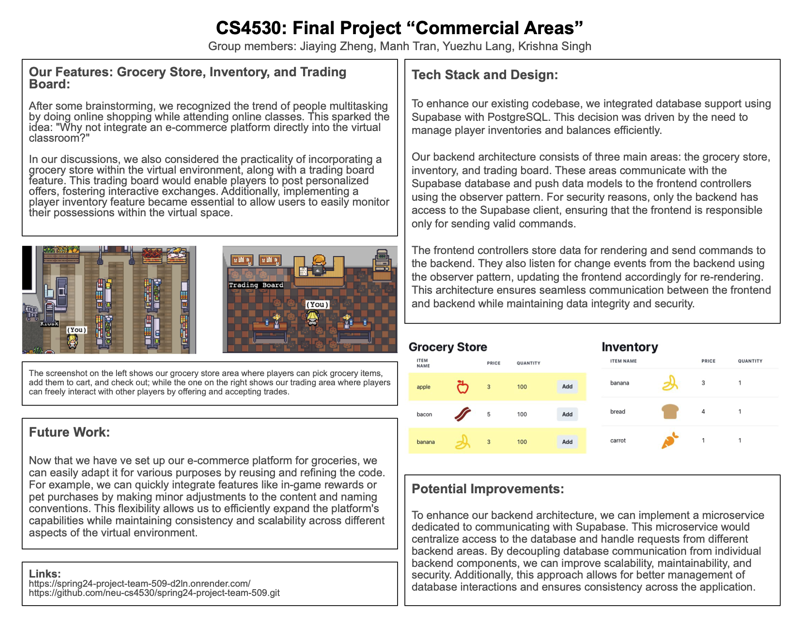 CS4530: Final Project “Commercial Areas”
Group members: Jiaying Zheng, Manh Tran, Yuezhu Lang, Krishna Singh
Our Features: Grocery Store, Inventory, and Trading
Board:
After some brainstorming, we recognized the trend of people multitasking
by doing online shopping while attending online classes. This sparked the
idea: "Why not integrate an e-commerce platform directly into the virtual
classroom?"
In our discussions, we also considered the practicality of incorporating a
grocery store within the virtual environment, along with a trading board
feature. This trading board would enable players to post personalized
offers, fostering interactive exchanges. Additionally, implementing a
player inventory feature became essential to allow users to easily monitor
their possessions within the virtual space.
Kiosk
(You)
Trading Board
(You)
The screenshot on the left shows our grocery store area where players can pick grocery items,
add them to cart, and check out; while the one on the right shows our trading area where players
can freely interact with other players by offering and accepting trades.
Future Work:
Now that we have ve set up our e-commerce platform for groceries, we
can easily adapt it for various purposes by reusing and refining the code.
For example, we can quickly integrate features like in-game rewards or
pet purchases by making minor adjustments to the content and naming
conventions. This flexibility allows us to efficiently expand the platform's
capabilities while maintaining consistency and scalability across different
aspects of the virtual environment.
Links:
https://spring24-project-team-509-d2ln.onrender.com/
https://github.com/neu-cs4530/spring24-project-team-509.git
Tech Stack and Design:
To enhance our existing codebase, we integrated database support using
Supabase with PostgreSQL. This decision was driven by the need to
manage player inventories and balances efficiently.
Our backend architecture consists of three main areas: the grocery store,
inventory, and trading board. These areas communicate with the
Supabase database and push data models to the frontend controllers
using the observer pattern. For security reasons, only the backend has
access to the Supabase client, ensuring that the frontend is responsible
only for sending valid commands.
The frontend controllers store data for rendering and send commands to
the backend. They also listen for change events from the backend using
the observer pattern, updating the frontend accordingly for re-rendering.
This architecture ensures seamless communication between the frontend
and backend while maintaining data integrity and security.
Grocery Store
ITEM
NAME PRICE QUANTITY
apple 3 100 Add
bacon 5 100 Add
banana 3 100 Add
Inventory
ITEM NAME PRICE QUANTITY
banana 3 1
bread 4 1
carrot 1 1
Potential Improvements:
To enhance our backend architecture, we can implement a microservice
dedicated to communicating with Supabase. This microservice would
centralize access to the database and handle requests from different
backend areas. By decoupling database communication from individual
backend components, we can improve scalability, maintainability, and
security. Additionally, this approach allows for better management of
database interactions and ensures consistency across the application.